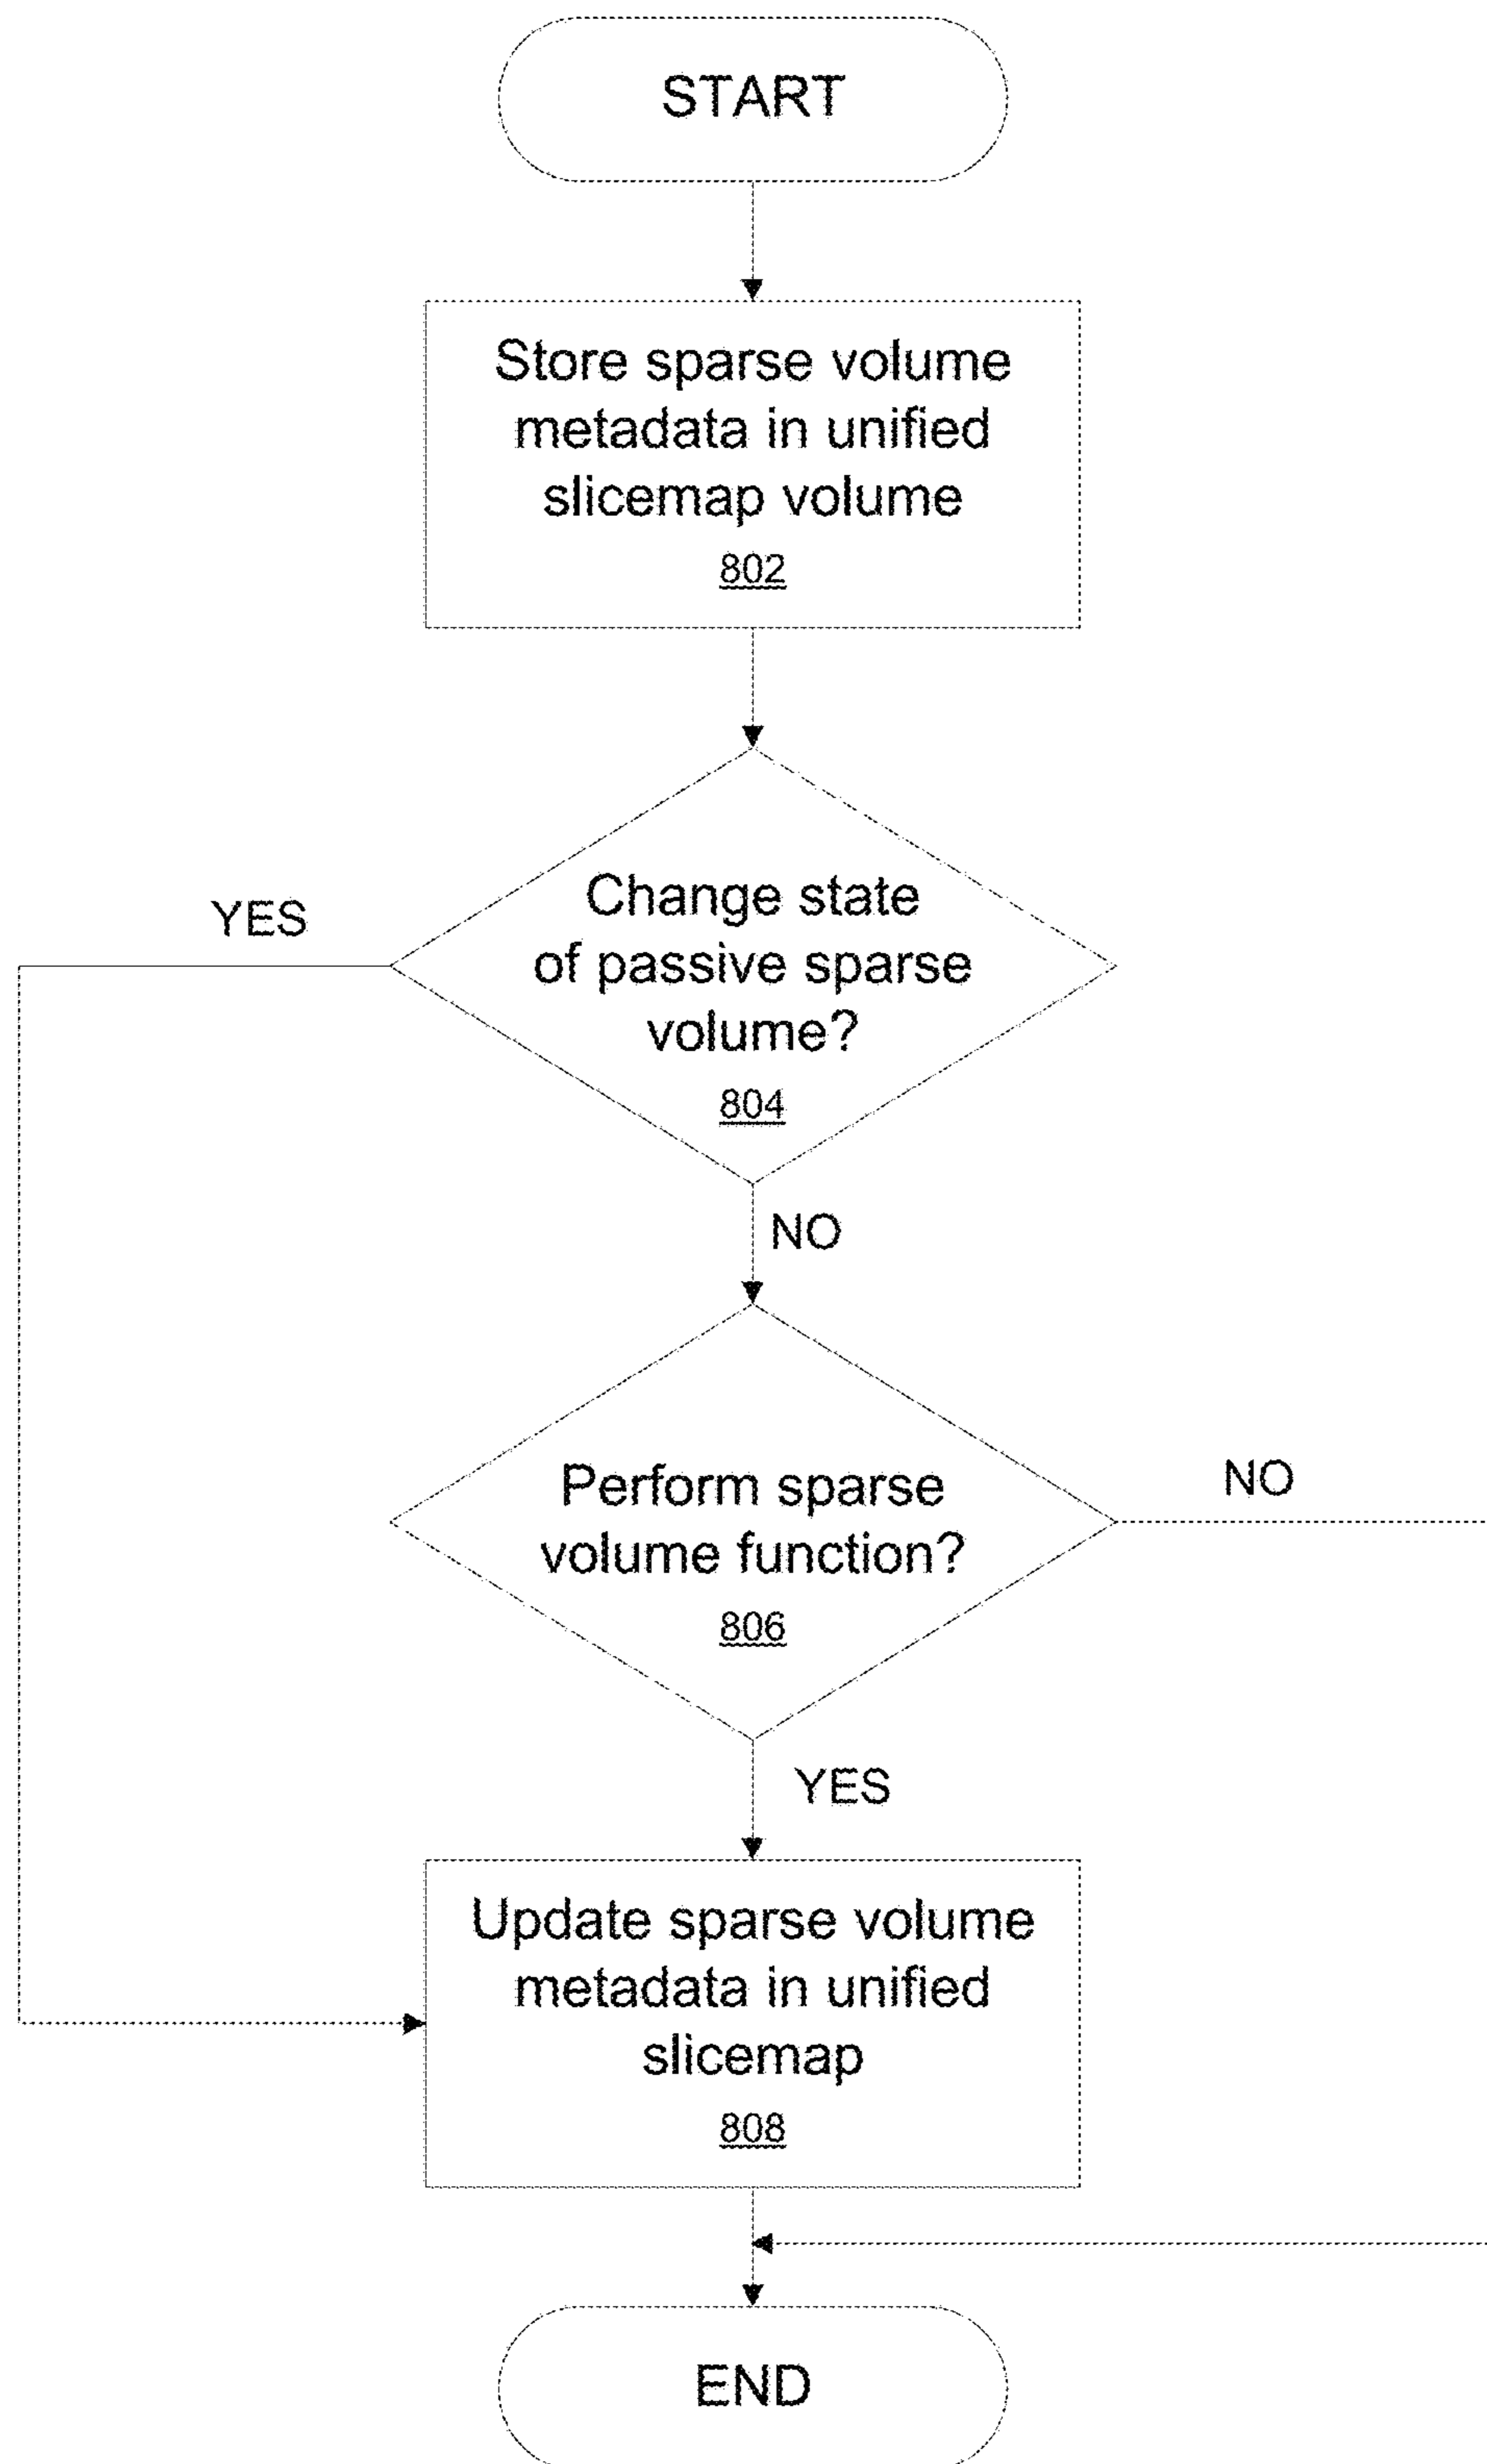 START
Store sparse volume
metadata in unified
slicemap volume
802
YES
Change state
of passive sparse
volume?
804
NO
Perform sparse
volume function?
806
NO
YES
Update sparse volume
metadata in unified
slicemap
808
END